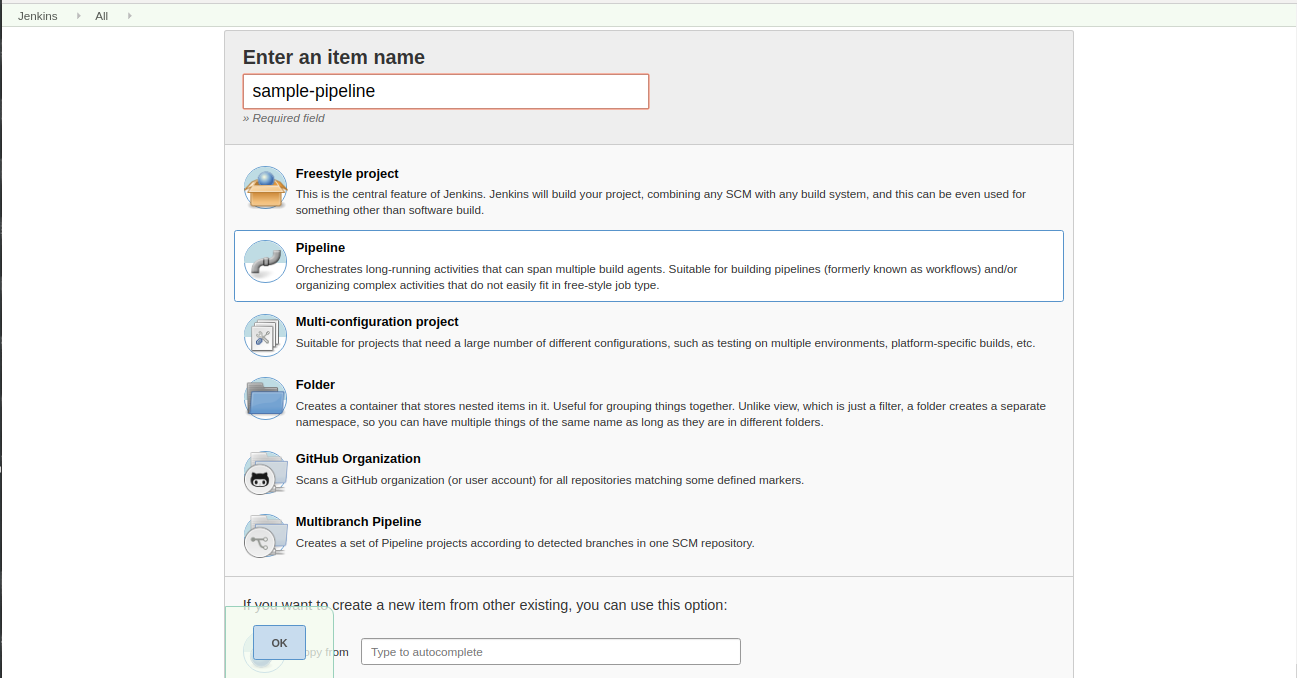 Jenkins All
Enter an item name
sample-pipeline
» Required field
Freestyle project
This is the central feature of Jenkins. Jenkins will build your project, combining any SCM with any build system, and this can be even used for
something other than software build.
Pipeline
Orchestrates long-running activities that can span multiple build agents. Suitable for building pipelines (formerly known as workflows) and/or
organizing complex activities that do not easily fit in free-style job type.
Multi-configuration project
Suitable for projects that need a large number of different configurations, such as testing on multiple environments, platform-specific builds, etc.
Folder
Creates a container that stores nested items in it. Useful for grouping things together. Unlike view, which is just a filter, a folder creates a separate
namespace, so you can have multiple things of the same name as long as they are in different folders.
GitHub Organization
Scans a GitHub organization (or user account) for all repositories matching some defined markers.
Multibranch Pipeline
Creates a set of Pipeline projects according to detected branches in one SCM repository.
If you want to create a new item from other existing, you can use this option:
OK
from
Type to autocomplete